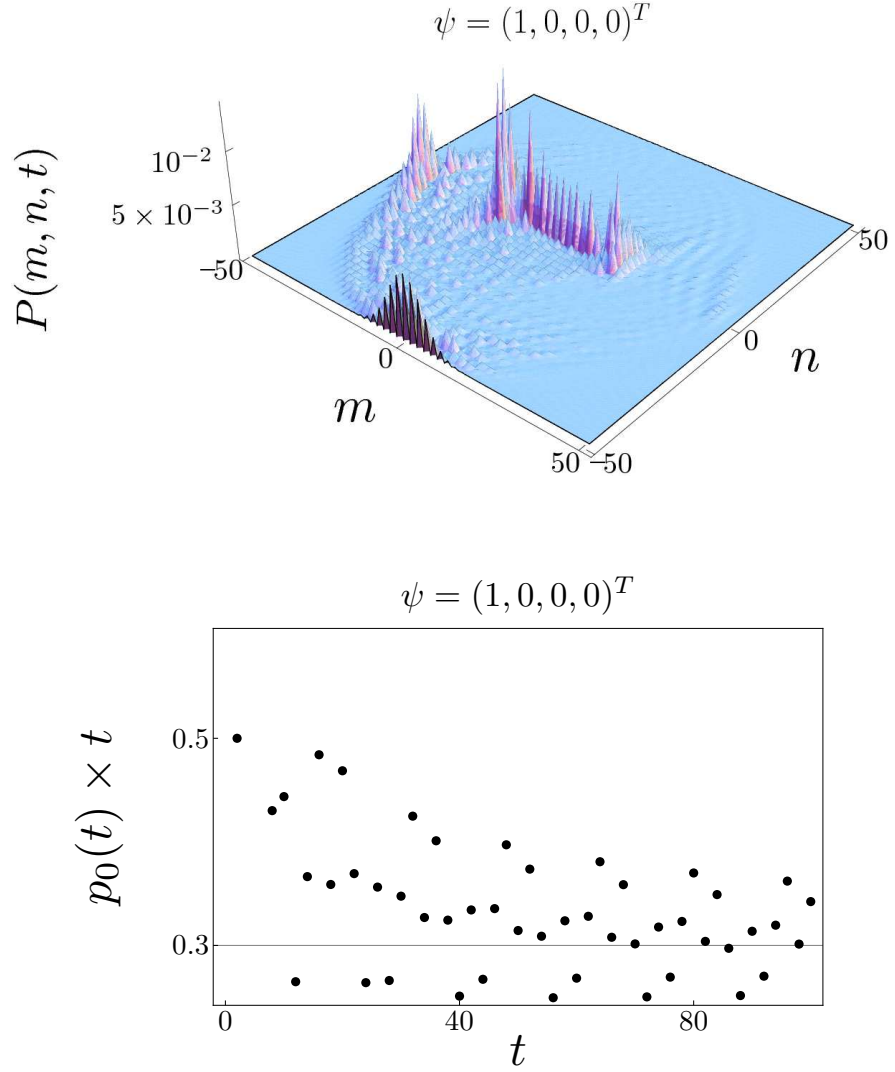 ψ = (1, 0, 0, 0)^T
P(m, n, t)
10^−2
5 × 10^−3
−50
0
m
50
−50
0
n
50
ψ = (1, 0, 0, 0)^T
p_0(t) × t
0.5
0.3
0
40
80
t